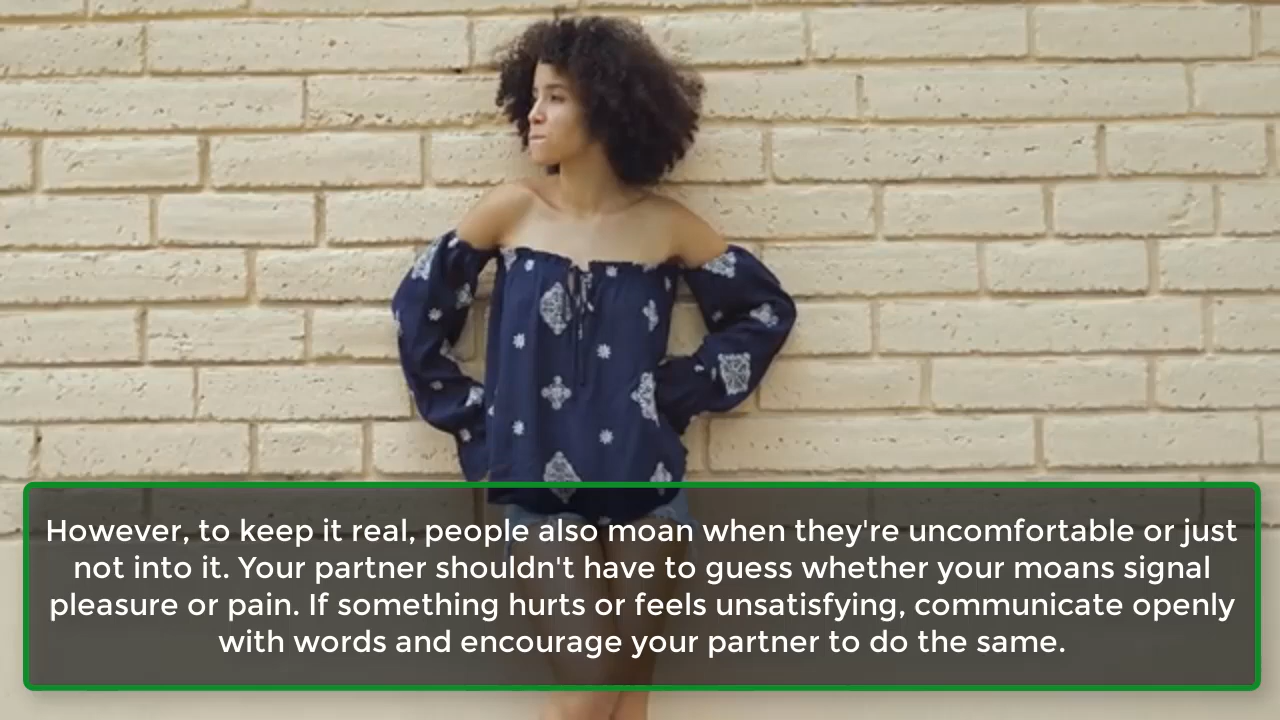 However, to keep it real, people also moan when they're uncomfortable or just
not into it. Your partner shouldn't have to guess whether your moans signal
pleasure or pain. If something hurts or feels unsatisfying, communicate openly
with words and encourage your partner to do the same.